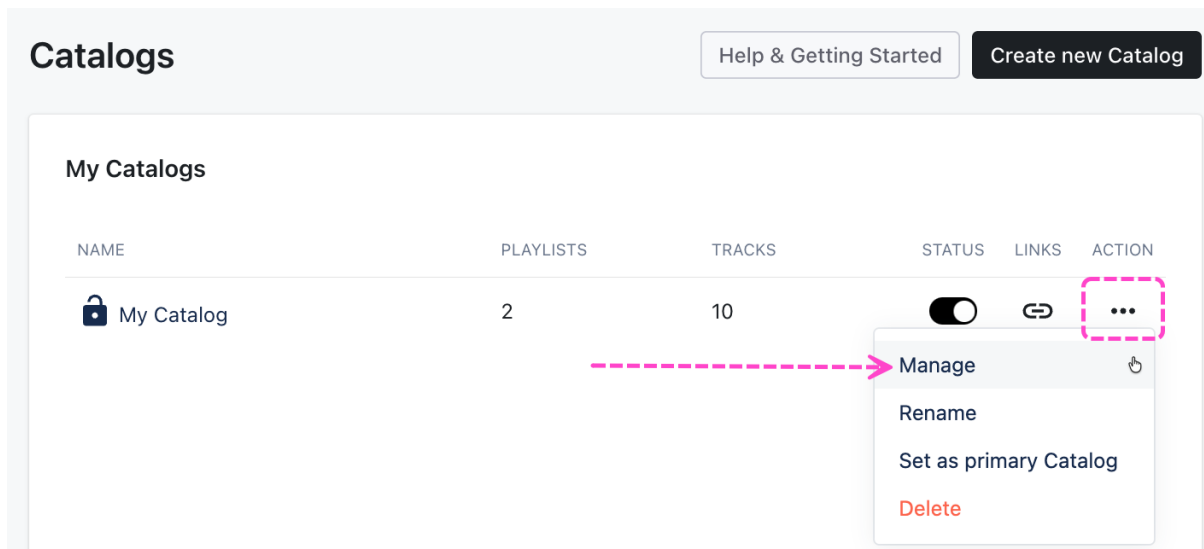 Catalogs
Help & Getting Started
Create new Catalog
My Catalogs
NAME PLAYLISTS TRACKS STATUS LINKS ACTION
My Catalog 2 10
Manage
Rename
Set as primary Catalog
Delete